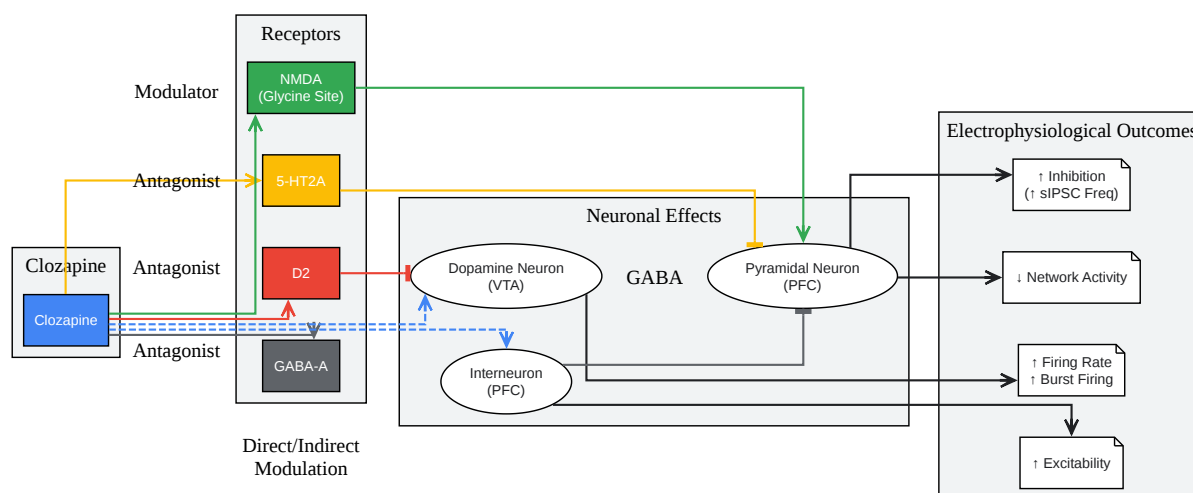 Receptors
Modulator
NMDA
(Glycine Site)
Antagonist
5-HT2A
Antagonist
D2
Antagonist
GABA-A
Clozapine
Clozapine
Direct/Indirect
Modulation
Neuronal Effects
Dopamine Neuron
(VTA)
GABA
Pyramidal Neuron
(PFC)
Interneuron
(PFC)
Electrophysiological Outcomes
↑ Inhibition
(↑ sIPSC Freq)
↓ Network Activity
↑ Firing Rate
↑ Burst Firing
↑ Excitability